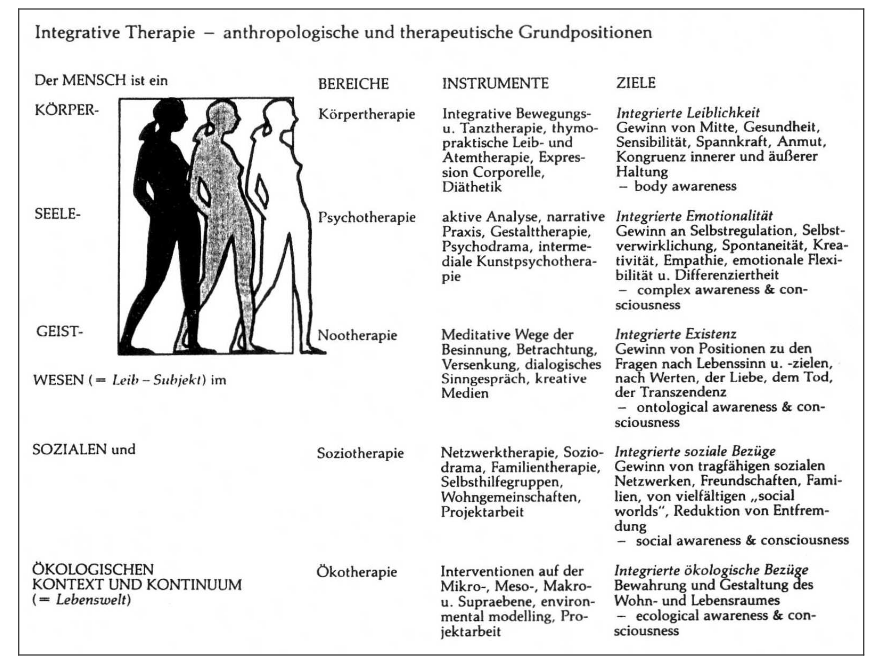 Integrative Therapie – anthropologische und therapeutische Grundpositionen
Der MENSCH ist ein
BEREICHE
INSTRUMENTE
ZIELE
KÖRPER-
Körpertherapie
Integrative Bewegungs-
u. Tanztherapie, thymo-
praktische Leib- und
Atemtherapie, Expres-
sion Corporelle,
Diäthetik
Integrierte Leiblichkeit
Gewinn von Mitte, Gesundheit,
Sensibilität, Spannkraft, Anmut,
Kongruenz innerer und äußerer
Haltung
– body awareness
SEELE-
Psychotherapie
aktive Analyse, narrative
Praxis, Gestalttherapie,
Psychodrama, interme-
diale Kunstpsychothera-
pie
Integrierte Emotionalität
Gewinn an Selbstregulation, Selbst-
verwirklichung, Spontaneität, Krea-
tivität, Empathie, emotionale Flexi-
bilität u. Differenziertheit
– complex awareness & con-
sciousness
GEIST-
Nootherapie
Meditative Wege der
Besinnung, Betrachtung,
Versenkung, dialogisches
Sinngespräch, kreative
Medien
Integrierte Existenz
Gewinn von Positionen zu den
Fragen nach Lebenssinn u. -zielen,
nach Werten, der Liebe, dem Tod,
der Transzendenz
– ontological awareness & con-
sciousness
WESEN (= Leib – Subjekt) im
SOZIALEN und
Soziotherapie
Netzwerktherapie, Sozio-
drama, Familientherapie,
Selbsthilfegruppen,
Wohngemeinschaften,
Projektarbeit
Integrierte soziale Bezüge
Gewinn von tragfähigen sozialen
Netzwerken, Freundschaften, Fami-
lien, von vielfältigen „social
worlds", Reduktion von Entfrem-
dung
– social awareness & consciousness
ÖKOLOGISCHEN
KONTEXT UND KONTINUUM
(= Lebenswelt)
Ökotherapie
Interventionen auf der
Mikro-, Meso-, Makro-
u. Supraebene, environ-
mental modelling, Pro-
jektarbeit
Integrierte ökologische Bezüge
Bewahrung und Gestaltung des
Wohn- und Lebensraumes
– ecological awareness & con-
sciousness